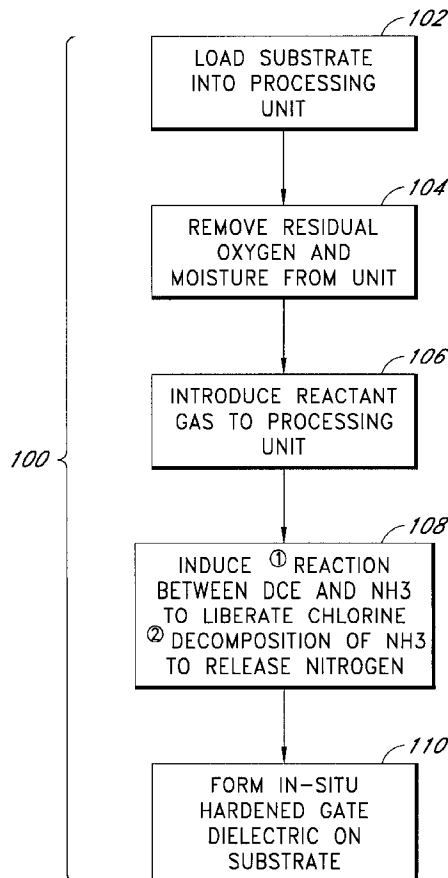 102
LOAD SUBSTRATE
INTO PROCESSING
UNIT
104
REMOVE RESIDUAL
OXYGEN AND
MOISTURE FROM UNIT
106
INTRODUCE REACTANT
GAS TO PROCESSING
UNIT
100
108
INDUCE ① REACTION
BETWEEN DCE AND NH3
TO LIBERATE CHLORINE
② DECOMPOSITION OF NH3
TO RELEASE NITROGEN
110
FORM IN-SITU
HARDENED GATE
DIELECTRIC ON
SUBSTRATE